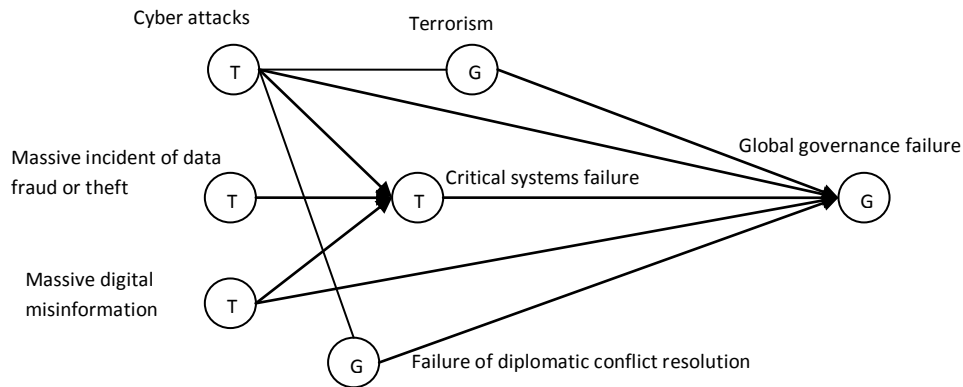 Cyber attacks
Terrorism
T
G
Massive incident of data
fraud or theft
Global governance failure
Critical systems failure
T
T
G
Massive digital
misinformation
T
G
Failure of diplomatic conflict resolution